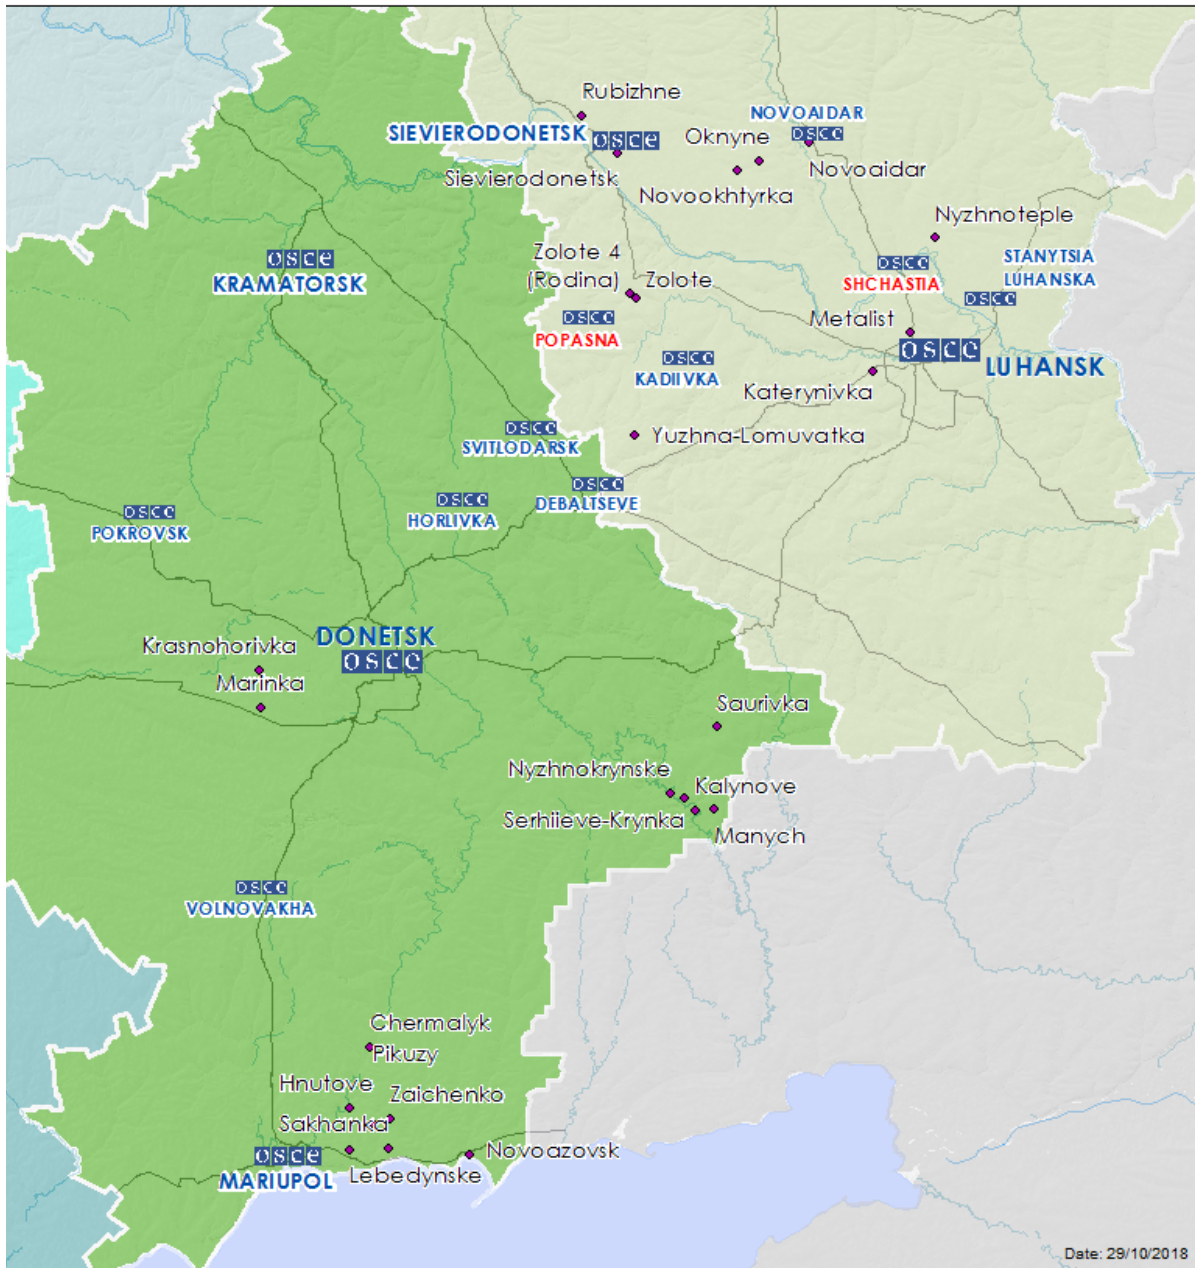 Rubizhne
NOVOAIDAR
SIEVIERODONETSK
osce
Oknyne
osce
Sievierodonetsk
Novoaidar
Novookhtyrka
Nyzhnoteple
osce
KRAMATORSK
Zolote 4
(Rodina)
Zolote
osce
SHCHASTIA
STANYTSIA
LUHANSKA
osce
osce
POPASNA
Metalist
osce
LUHANSK
osce
KADIIVKA
Katerynivka
osce
SVITLODARSK
Yuzhna-Lomuvatka
osce
POKROVSK
osce
HORLIVKA
osce
DEBALTSEVE
DONETSK
osce
Krasnohorivka
Marinka
Saurivka
Nyzhnokrynske
Kalynove
Serhiieve-Krynka
Manych
osce
VOLNOVAKHA
Chermalyk
Pikuzy
Hnutove
Zaichenko
Sakhanka
osce
MARIUPOL
Lebedynske
Novoazovsk
Date: 29/10/2018